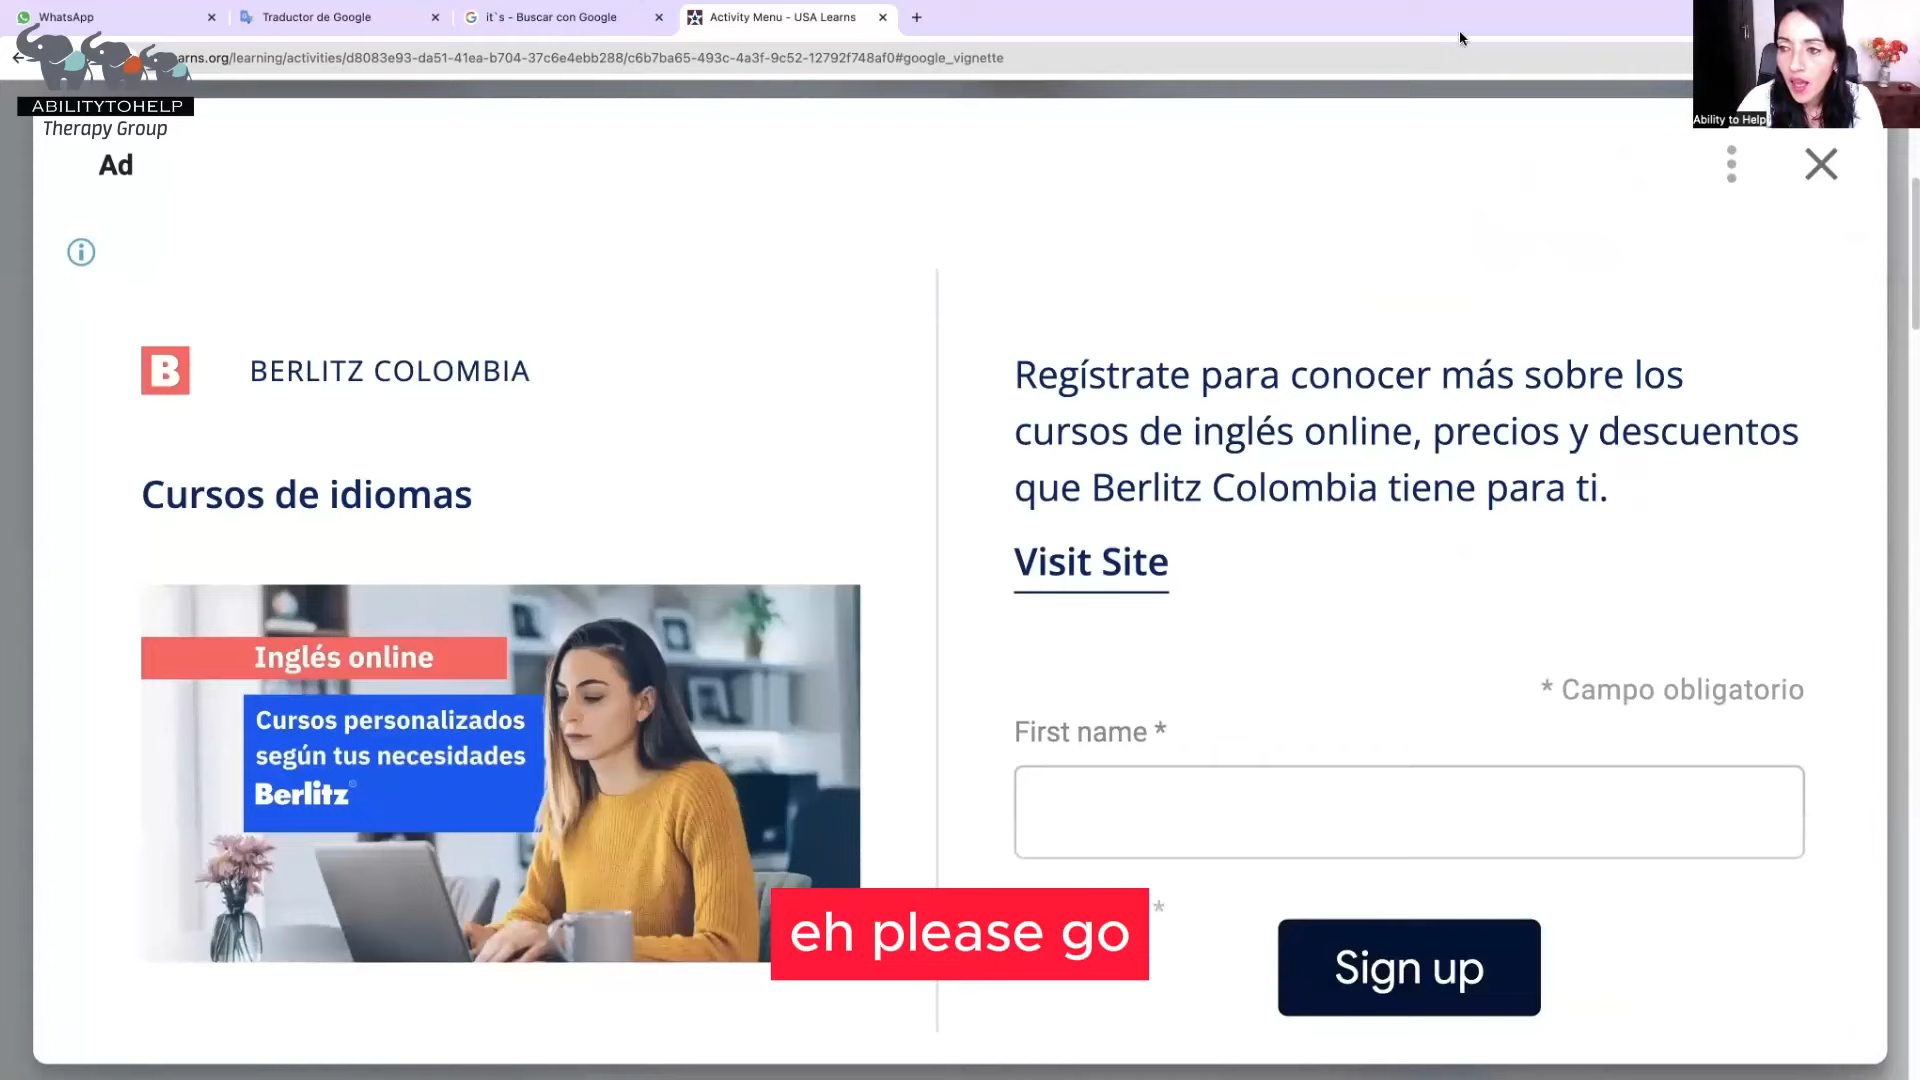 WhatsApp
Traductor de Google
it`s - Buscar con Google
Activity Menu - USA Learns
arns.org/learning/activities/d8083e93-da51-41ea-b704-37c6e4ebb288/c6b7ba65-493c-4a3f-9c52-12792f748af0#google_vignette
ABILITYTOHELP
Therapy Group
Ability to Help
Ad
B
BERLITZ COLOMBIA
Cursos de idiomas
Inglés online
Cursos personalizados
según tus necesidades
Berlitz
Regístrate para conocer más sobre los
cursos de inglés online, precios y descuentos
que Berlitz Colombia tiene para ti.
Visit Site
* Campo obligatorio
First name *
*
eh please go
Sign up